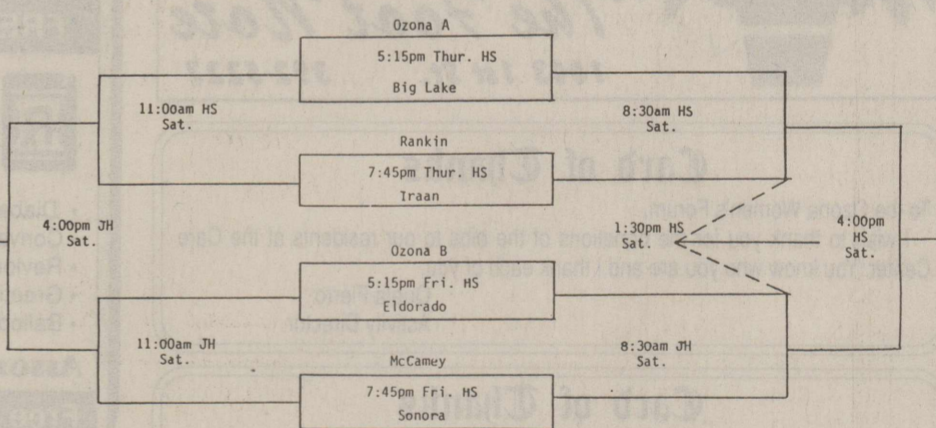 Ozona A
5:15pm Thur. HS
Big Lake
11:00am HS
Sat.
8:30am HS
Sat.
Rankin
7:45pm Thur. HS
Iraan
4:00pm JH
Sat.
1:30pm HS
Sat.
4:00pm
HS
Sat.
Ozona B
5:15pm Fri. HS
Eldorado
11:00am JH
Sat.
8:30am JH
Sat.
McCamey
7:45pm Fri. HS
Sonora